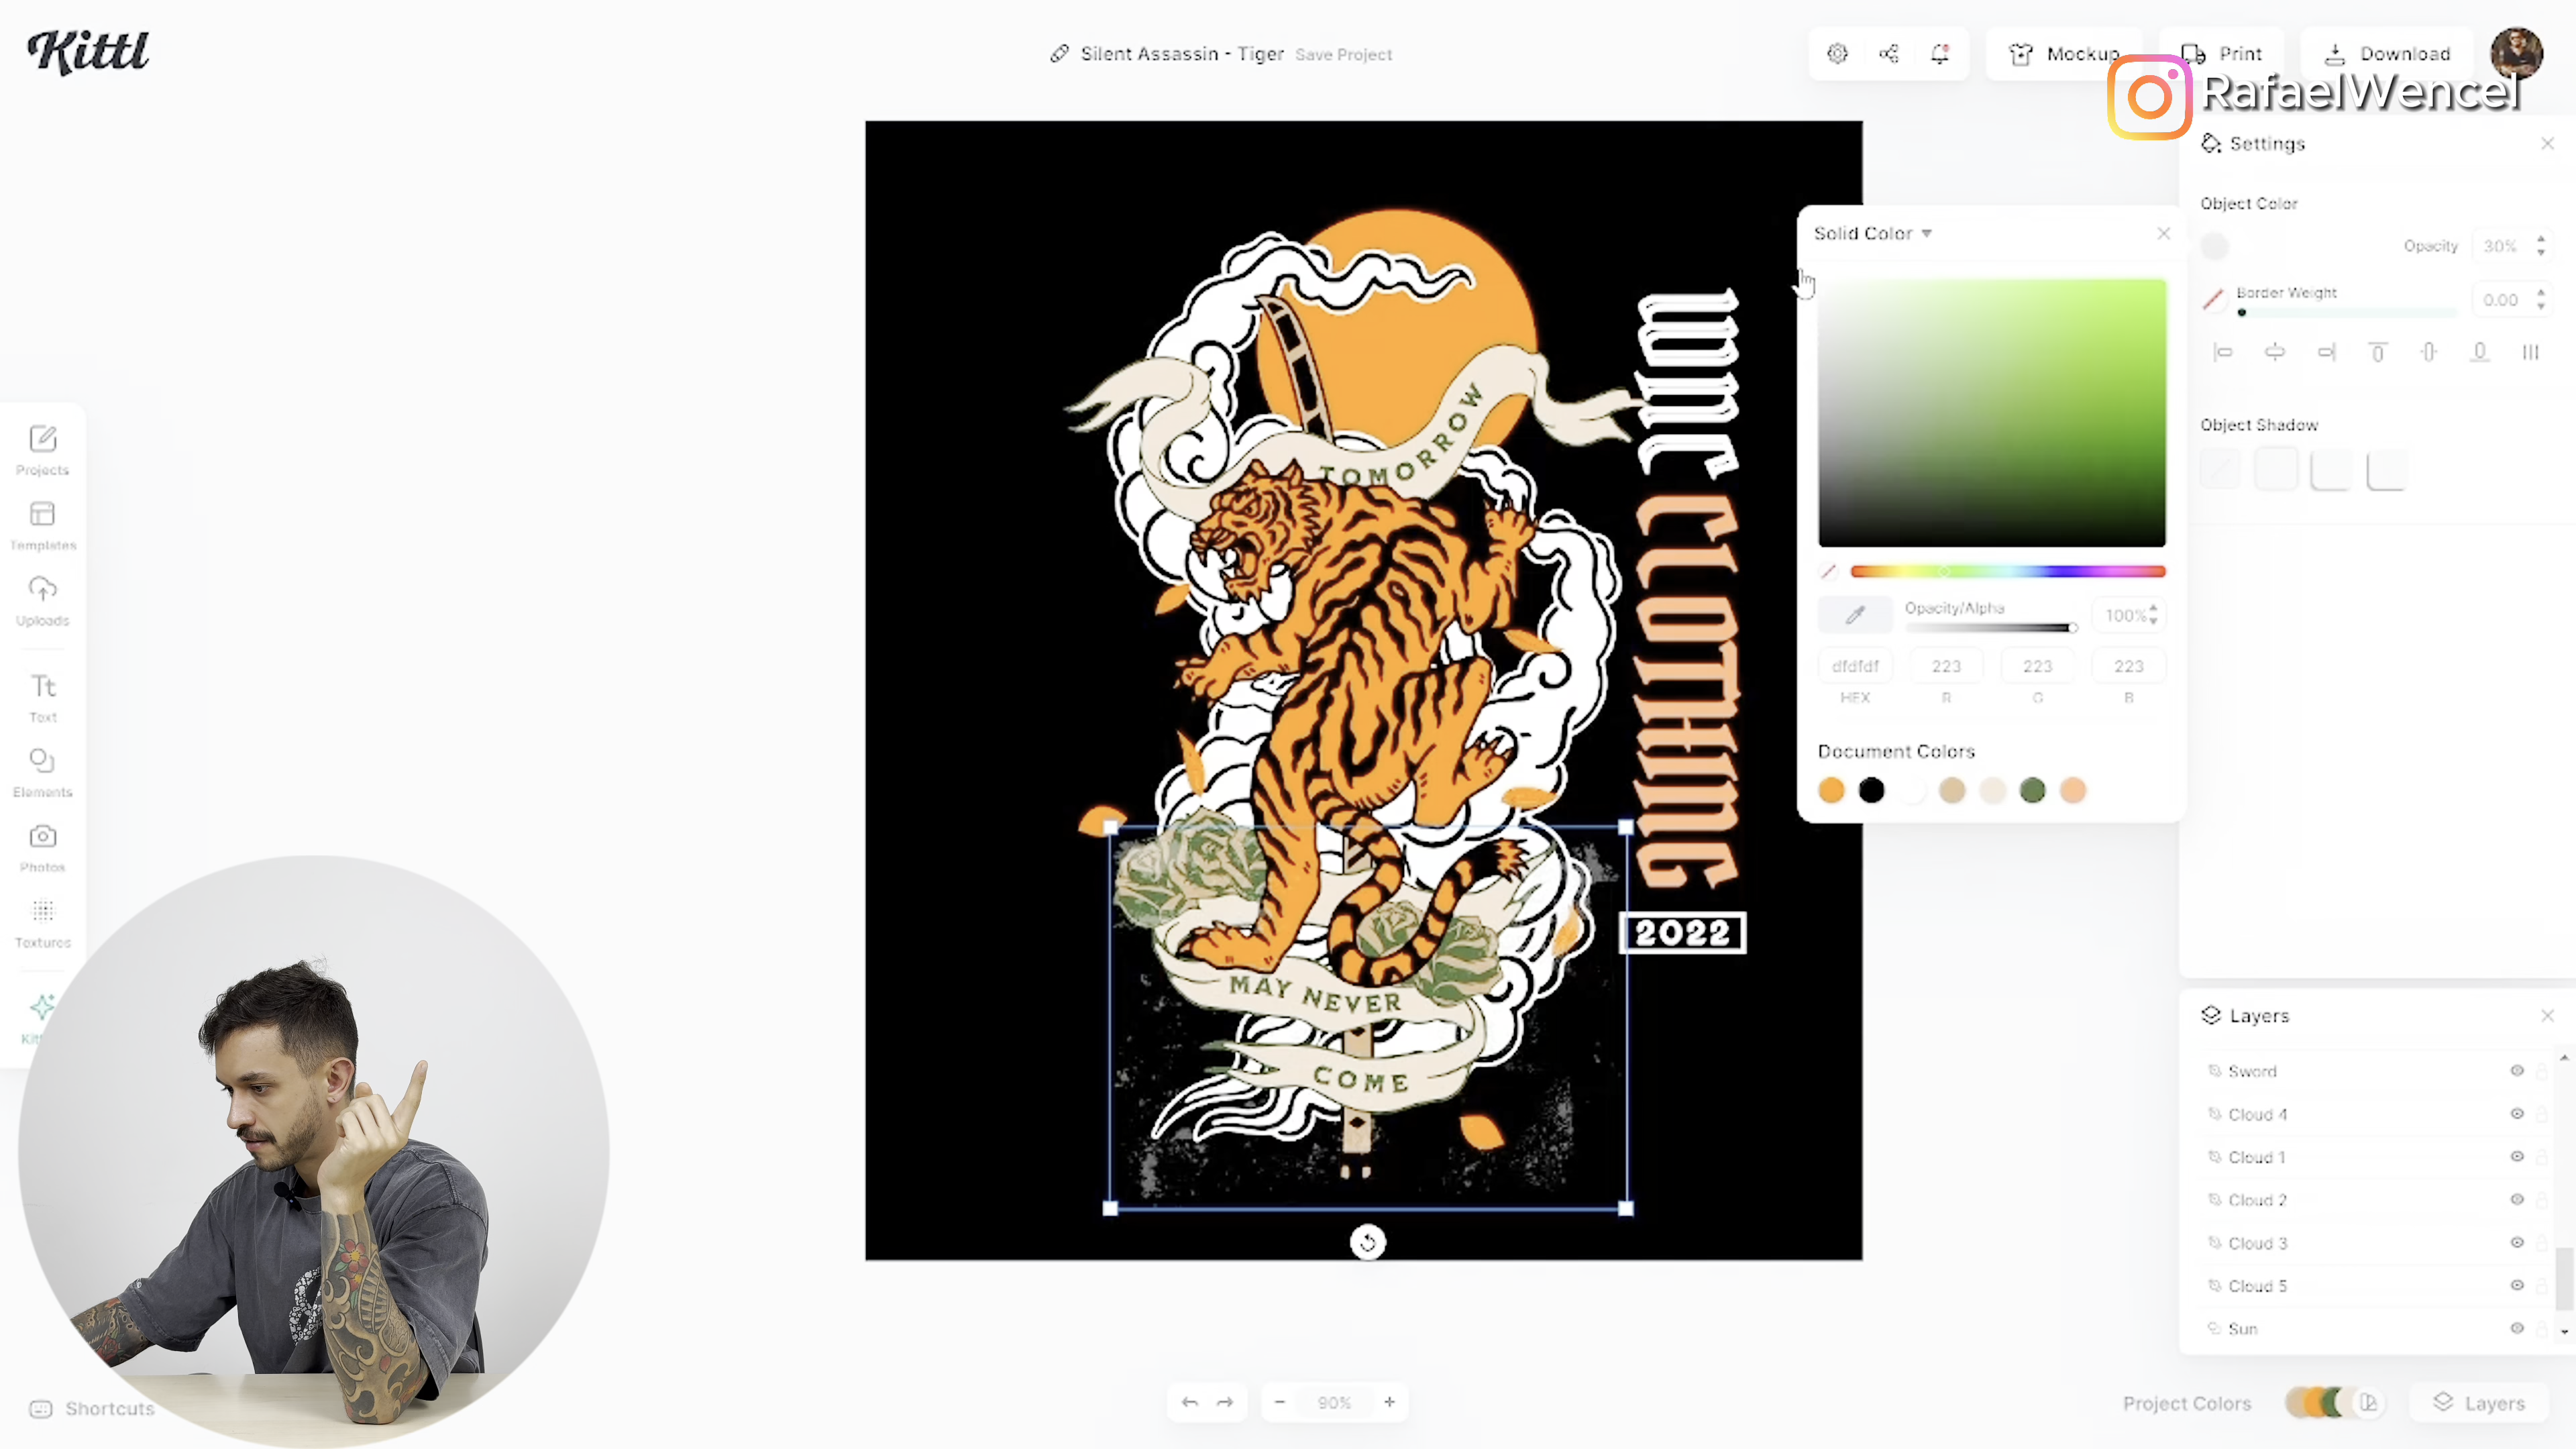 Kittl
Silent Assassin - Tiger Save Project
Mockup
Print
Download
RafaelWencel
Settings
Object Color
Opacity 30%
Border Weight 0.00
Object Shadow
Solid Color
Opacity/Alpha 100%
dfdfdf 223 223 223
HEX R G B
Document Colors
Projects
Templates
Uploads
Tt
Text
Elements
Photos
Textures
TOMORROW
MAY NEVER
COME
CLOTHING
2022
Layers
Sword
Cloud 4
Cloud 1
Cloud 2
Cloud 3
Cloud 5
Sun
Shortcuts
90%
Project Colors
Layers